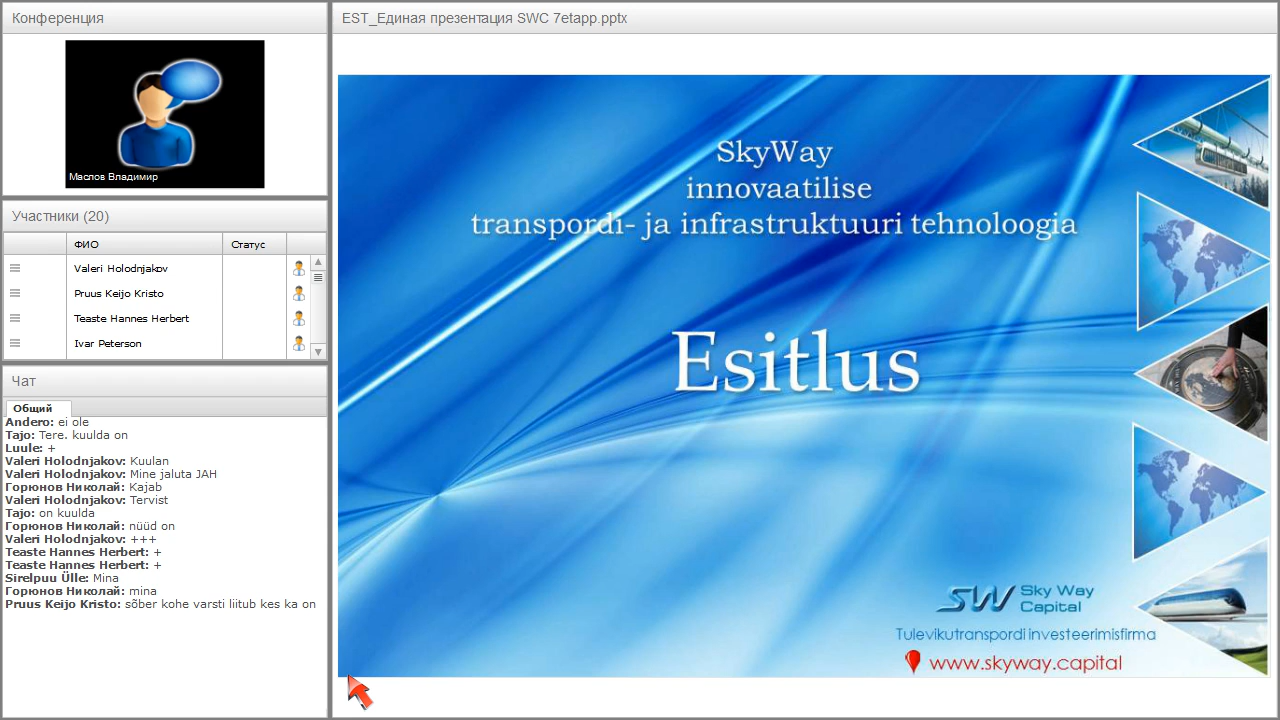 Конференция
Маслов Владимир
Участники (20)
ФИО
Статус
Valeri Holodnjakov
Pruus Keijo Kristo
Teaste Hannes Herbert
Ivar Peterson
Чат
Общий
Andero: ei ole
Tajo: Tere. kuulda on
Luule: +
Valeri Holodnjakov: Kuulan
Valeri Holodnjakov: Mine jaluta JAH
Горюнов Николай: Kajab
Valeri Holodnjakov: Tervist
Tajo: on kuulda
Горюнов Николай: nüüd on
Valeri Holodnjakov: +++
Teaste Hannes Herbert: +
Teaste Hannes Herbert: +
Sirelpuu Ülle: Mina
Горюнов Николай: mina
Pruus Keijo Kristo: sõber kohe varsti liitub kes ka on
EST_Единая презентация SWC 7etapp.pptx
SkyWay
innovaatilise
transpordi- ja infrastruktuuri tehnoloogia
Esitlus
SW Sky Way
Capital
Tulevikutranspordi investeerimisfirma
www.skyway.capital